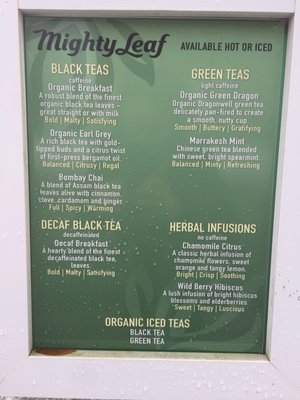 Mighty Leaf
AVAILABLE HOT OR ICED
BLACK TEAS
caffeine
Organic Breakfast
A robust blend of the finest
organic black tea leaves -
great straight or with milk.
Bold | Malty | Satisfying
Organic Earl Grey
A rich black tea with gold-
tipped buds and a citrus twist
of first-press bergamot oil.
Balanced | Citrusy | Regal
Bombay Chai
A blend of Assam black tea
leaves alive with cinnamon,
clove, cardamom and ginger.
Full | Spicy | Warming
DECAF BLACK TEA
decaffeinated
Decaf Breakfast
A hearty blend of the finest
decaffeinated black tea
leaves.
Bold | Malty | Satisfying
GREEN TEAS
light caffeine
Organic Green Dragon
Organic Dragonwell green tea,
delicately pan-fired to create
a smooth, nutty cup.
Smooth | Buttery | Gratifying
Marrakesh Mint
Chinese green tea blended
with sweet, bright spearmint.
Balanced | Minty | Refreshing
HERBAL INFUSIONS
no caffeine
Chamomile Citrus
A classic herbal infusion of
chamomile flowers, sweet
orange and tangy lemon.
Bright | Crisp | Soothing
Wild Berry Hibiscus
A lush infusion of bright hibiscus
blossoms and elderberries.
Sweet | Tangy | Luscious
ORGANIC ICED TEAS
BLACK TEA
GREEN TEA